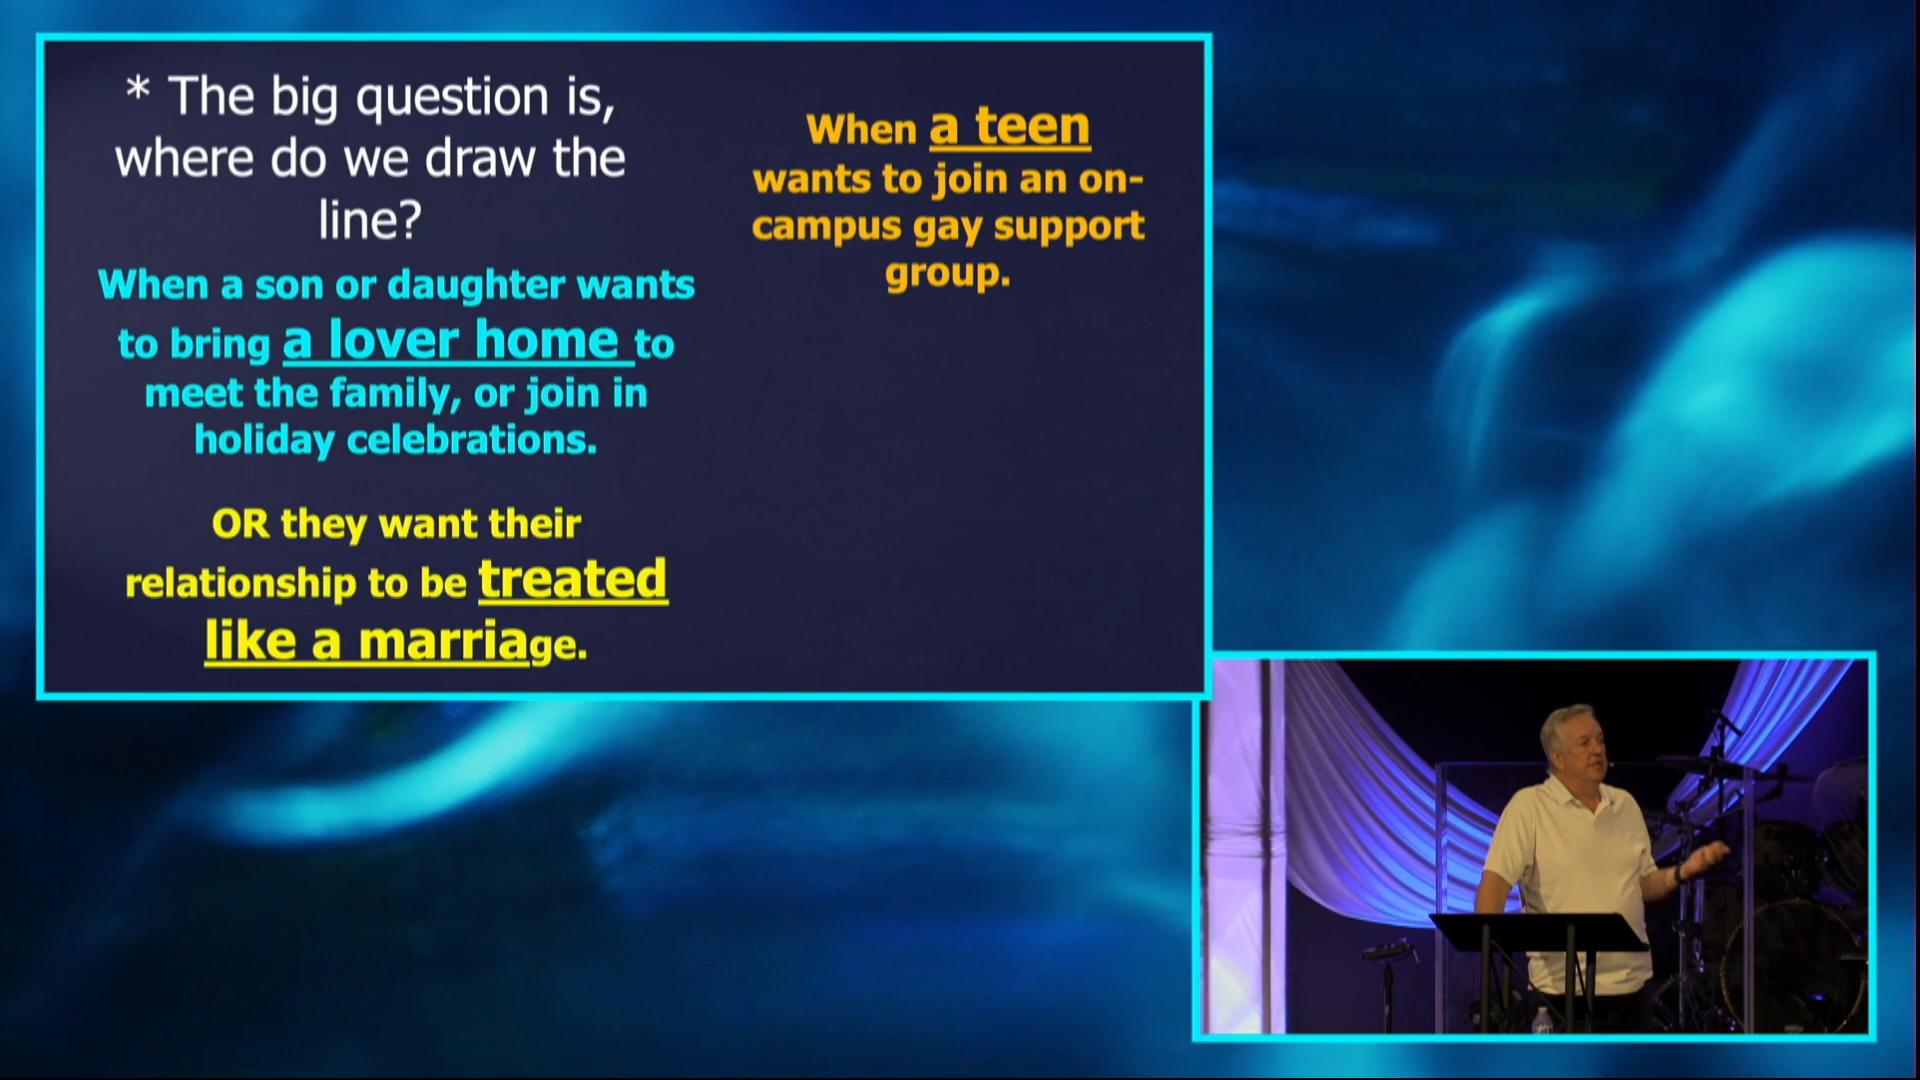 * The big question is,
where do we draw the
line?
When a son or daughter wants
to bring a lover home to
meet the family, or join in
holiday celebrations.
OR they want their
relationship to be treated
like a marriage.
When a teen
wants to join an on-
campus gay support
group.